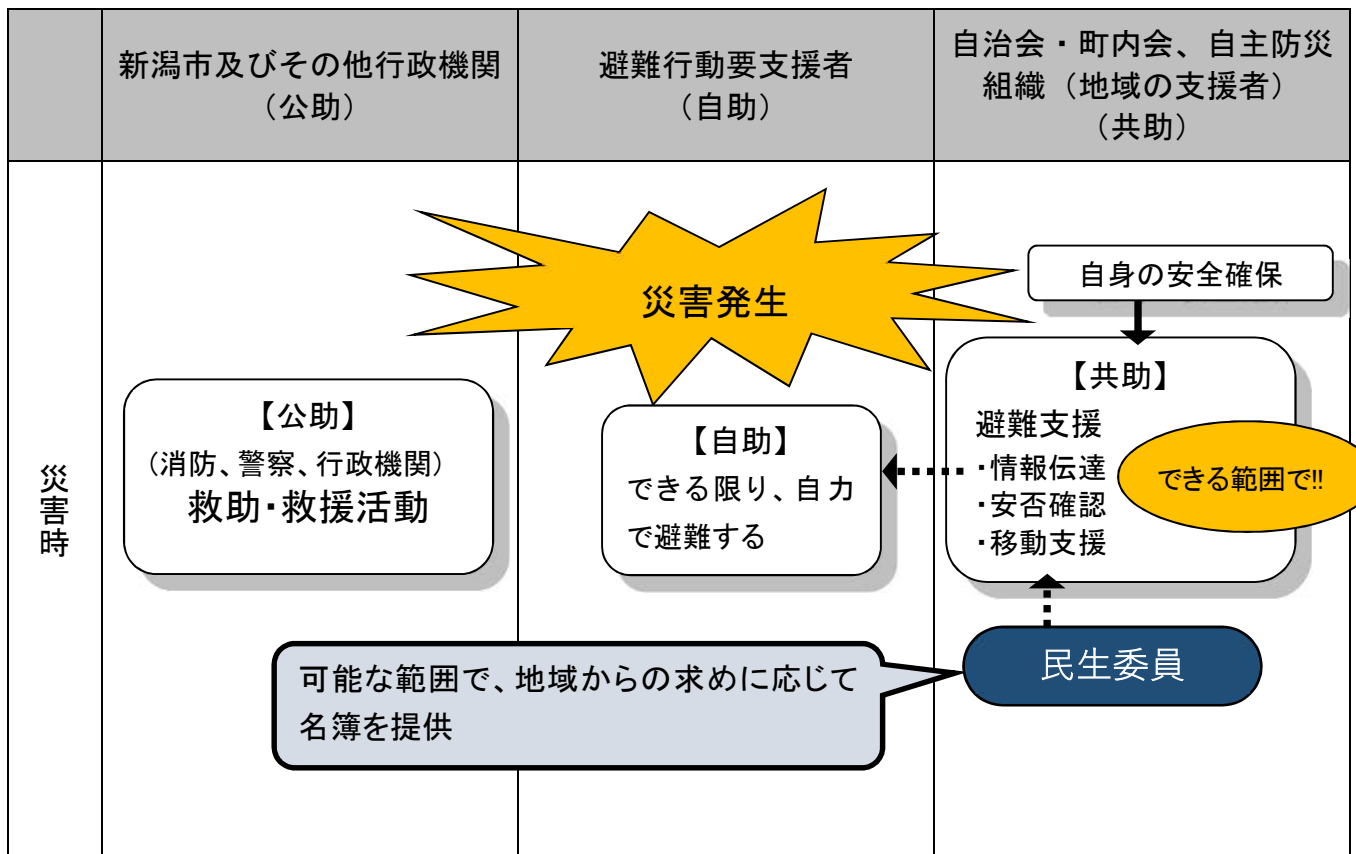 新潟市及びその他行政機関
（公助）
避難行動要支援者
（自助）
自治会・町内会、自主防災
組織（地域の支援者）
（共助）
災害時
災害発生
自身の安全確保
【公助】
（消防、警察、行政機関）
救助・救援活動
【自助】
できる限り、自力
で避難する
【共助】
避難支援
・情報伝達
・安否確認
・移動支援
できる範囲で!!
民生委員
可能な範囲で、地域からの求めに応じて
名簿を提供